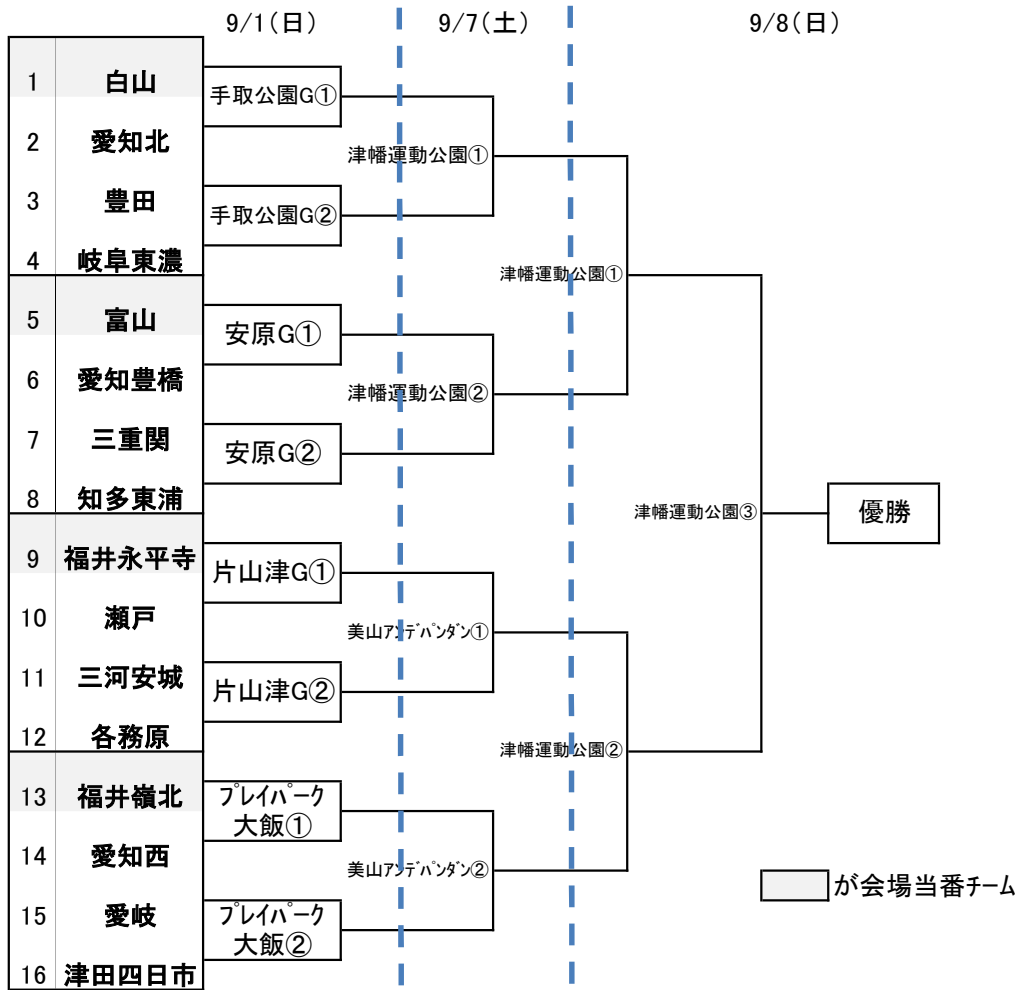 9/1(日)
9/7(土)
9/8(日)
1 白山
手取公園G①
2 愛知北
津幡運動公園①
3 豊田
手取公園G②
4 岐阜東濃
津幡運動公園①
5 富山
安原G①
6 愛知豊橋
津幡運動公園②
7 三重関
安原G②
8 知多東浦
津幡運動公園③
優勝
9 福井永平寺
片山津G①
10 瀬戸
美山ｱﾝﾃﾞﾊﾟﾝﾀﾞﾝ①
11 三河安城
片山津G②
12 各務原
津幡運動公園②
13 福井嶺北
ﾌﾟﾚｲﾊﾟｰｸ
大飯①
14 愛知西
美山ｱﾝﾃﾞﾊﾟﾝﾀﾞﾝ②
が会場当番ﾁｰﾑ
15 愛岐
ﾌﾟﾚｲﾊﾟｰｸ
大飯②
16 津田四日市